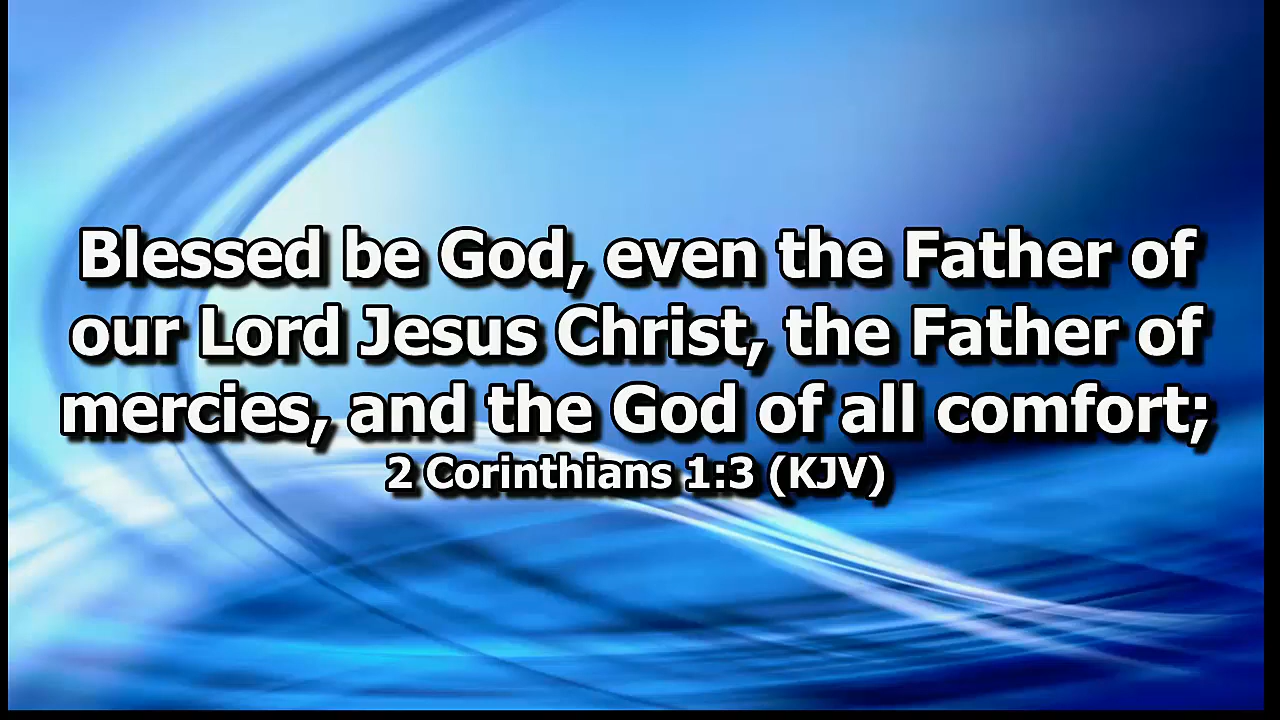 Blessed be God, even the Father of
our Lord Jesus Christ, the Father of
mercies, and the God of all comfort;
2 Corinthians 1:3 (KJV)